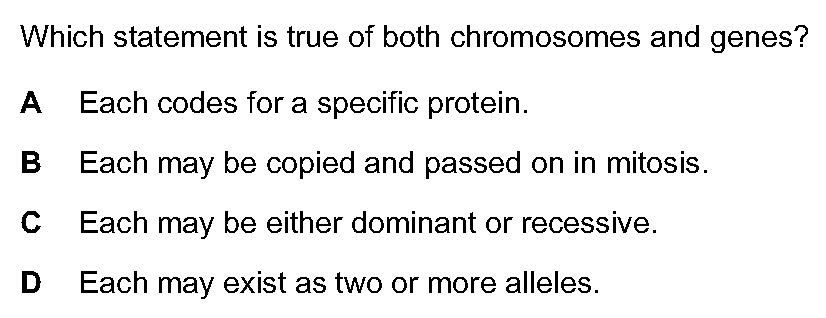 Which statement is true of both chromosomes and genes?
A Each codes for a specific protein.
B Each may be copied and passed on in mitosis.
C Each may be either dominant or recessive.
D Each may exist as two or more alleles.